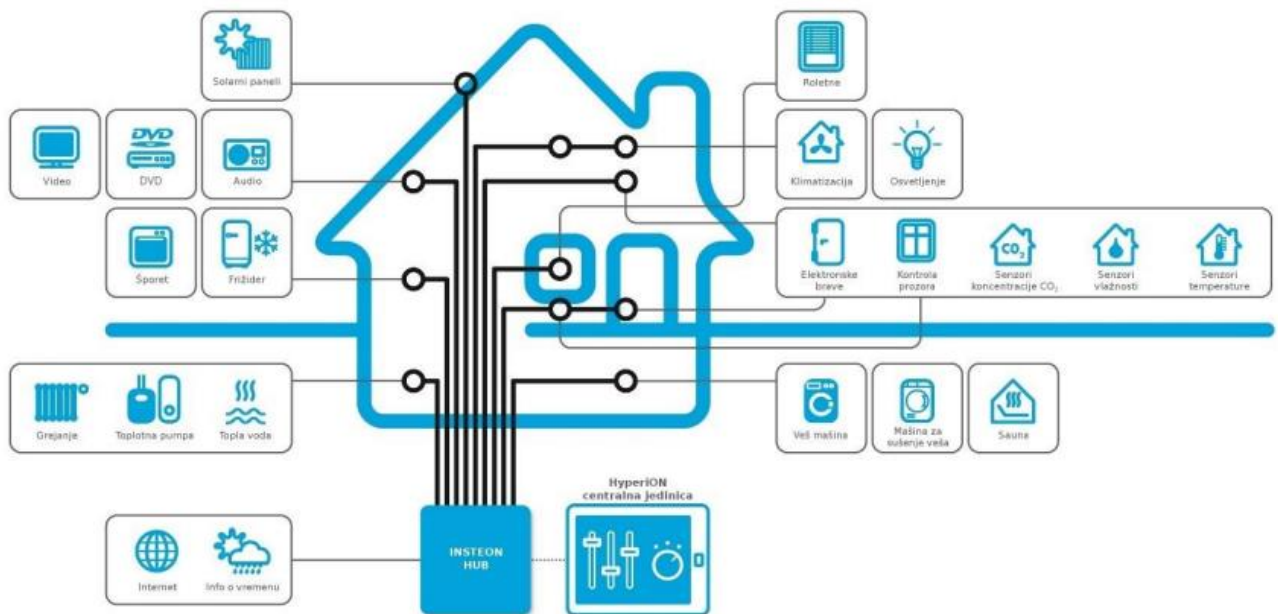 Solarni paneli
Roletne
Video
DVD
DVD
Audio
Klimatizacija
Osvetljenje
Šporet
Frižider
Elektronske
brave
Kontrola
prozora
CO2
Senzori
koncentracije CO2
Senzori
vlažnosti
Senzori
temperature
Grejanje
Toplotna pumpa
Topla voda
Veš mašina
Mašina za
sušenje veša
Sauna
HyperiON
centralna jedinica
INSTEON
HUB
Internet
Info o vremenu